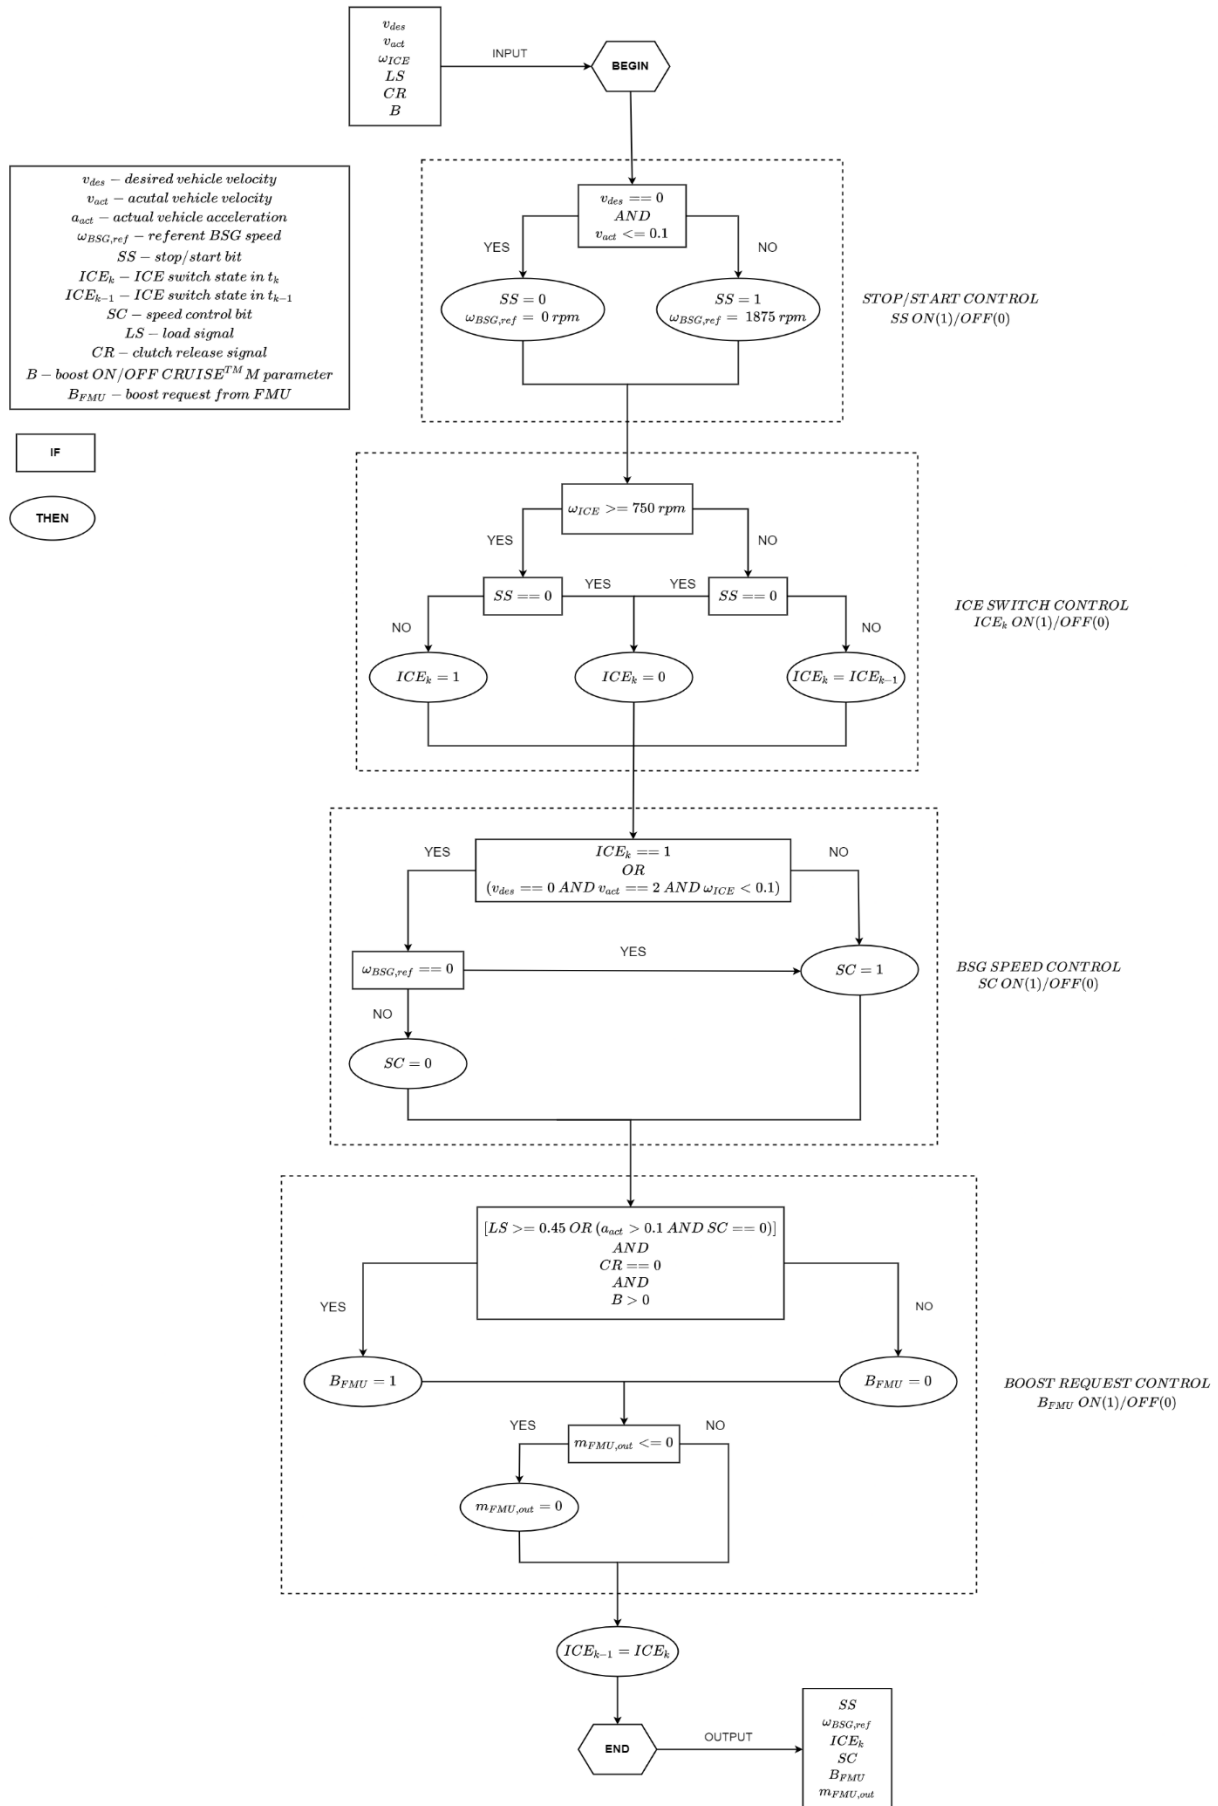 v_des
v_act
ω_ICE
LS
CR
B
INPUT
BEGIN
v_des − desired vehicle velocity
v_act − acutal vehicle velocity
a_act − actual vehicle acceleration
ω_BSG,ref − referent BSG speed
SS − stop/start bit
ICE_k − ICE switch state in t_k
ICE_k−1 − ICE switch state in t_k−1
SC − speed control bit
LS − load signal
CR − clutch release signal
B − boost ON/OFF CRUISE^TM M parameter
B_FMU − boost request from FMU
IF
THEN
v_des == 0
AND
v_act <= 0.1
YES
NO
SS = 0
ω_BSG,ref = 0 rpm
SS = 1
ω_BSG,ref = 1875 rpm
STOP/START CONTROL
SS ON(1)/OFF(0)
ω_ICE >= 750 rpm
YES
NO
SS == 0
YES
YES
SS == 0
NO
NO
ICE_k = 1
ICE_k = 0
ICE_k = ICE_k−1
ICE SWITCH CONTROL
ICE_k ON(1)/OFF(0)
YES
NO
ICE_k == 1
OR
(v_des == 0 AND v_act == 2 AND ω_ICE < 0.1)
ω_BSG,ref == 0
YES
SC = 1
NO
SC = 0
BSG SPEED CONTROL
SC ON(1)/OFF(0)
[LS >= 0.45 OR (a_act > 0.1 AND SC == 0)]
AND
CR == 0
AND
B > 0
YES
NO
B_FMU = 1
B_FMU = 0
BOOST REQUEST CONTROL
B_FMU ON(1)/OFF(0)
YES
NO
m_FMU,out <= 0
m_FMU,out = 0
ICE_k−1 = ICE_k
END
OUTPUT
SS
ω_BSG,ref
ICE_k
SC
B_FMU
m_FMU,out